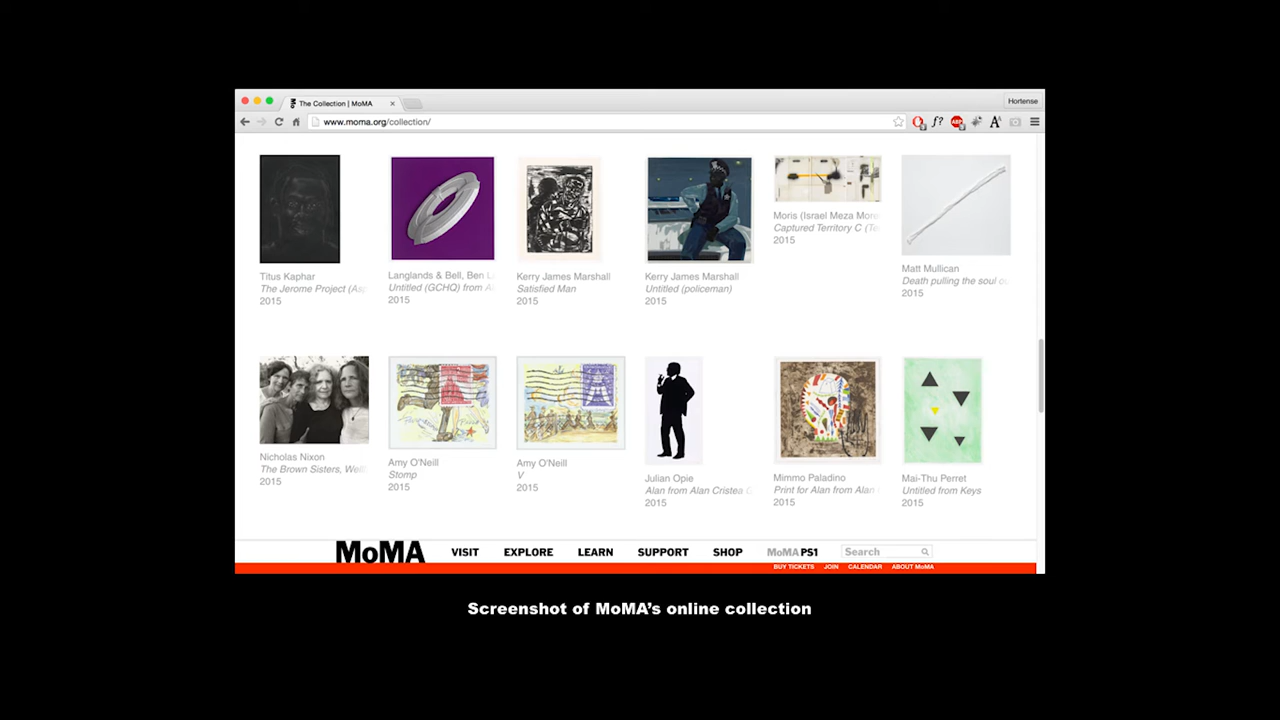 The Collection | MoMA
Hortense
www.moma.org/collection/
f?
ABP
A
Titus Kaphar
The Jerome Project (As
2015
Langlands & Bell, Ben L
Untitled (GCHQ) from A
2015
Kerry James Marshall
Satisfied Man
2015
Kerry James Marshall
Untitled (policeman)
2015
Moris (Israel Meza More
Captured Territory C (Te
2015
Matt Mullican
Death pulling the soul ou
2015
Nicholas Nixon
The Brown Sisters, Well
2015
Amy O'Neill
Stomp
2015
Amy O'Neill
V
2015
Julian Opie
Alan from Alan Cristea G
2015
Mimmo Paladino
Print for Alan from Alan
2015
Mai-Thu Perret
Untitled from Keys
2015
MoMA VISIT EXPLORE LEARN SUPPORT SHOP MoMA PS1 Search
BUY TICKETS JOIN CALENDAR ABOUT MoMA
Screenshot of MoMA's online collection